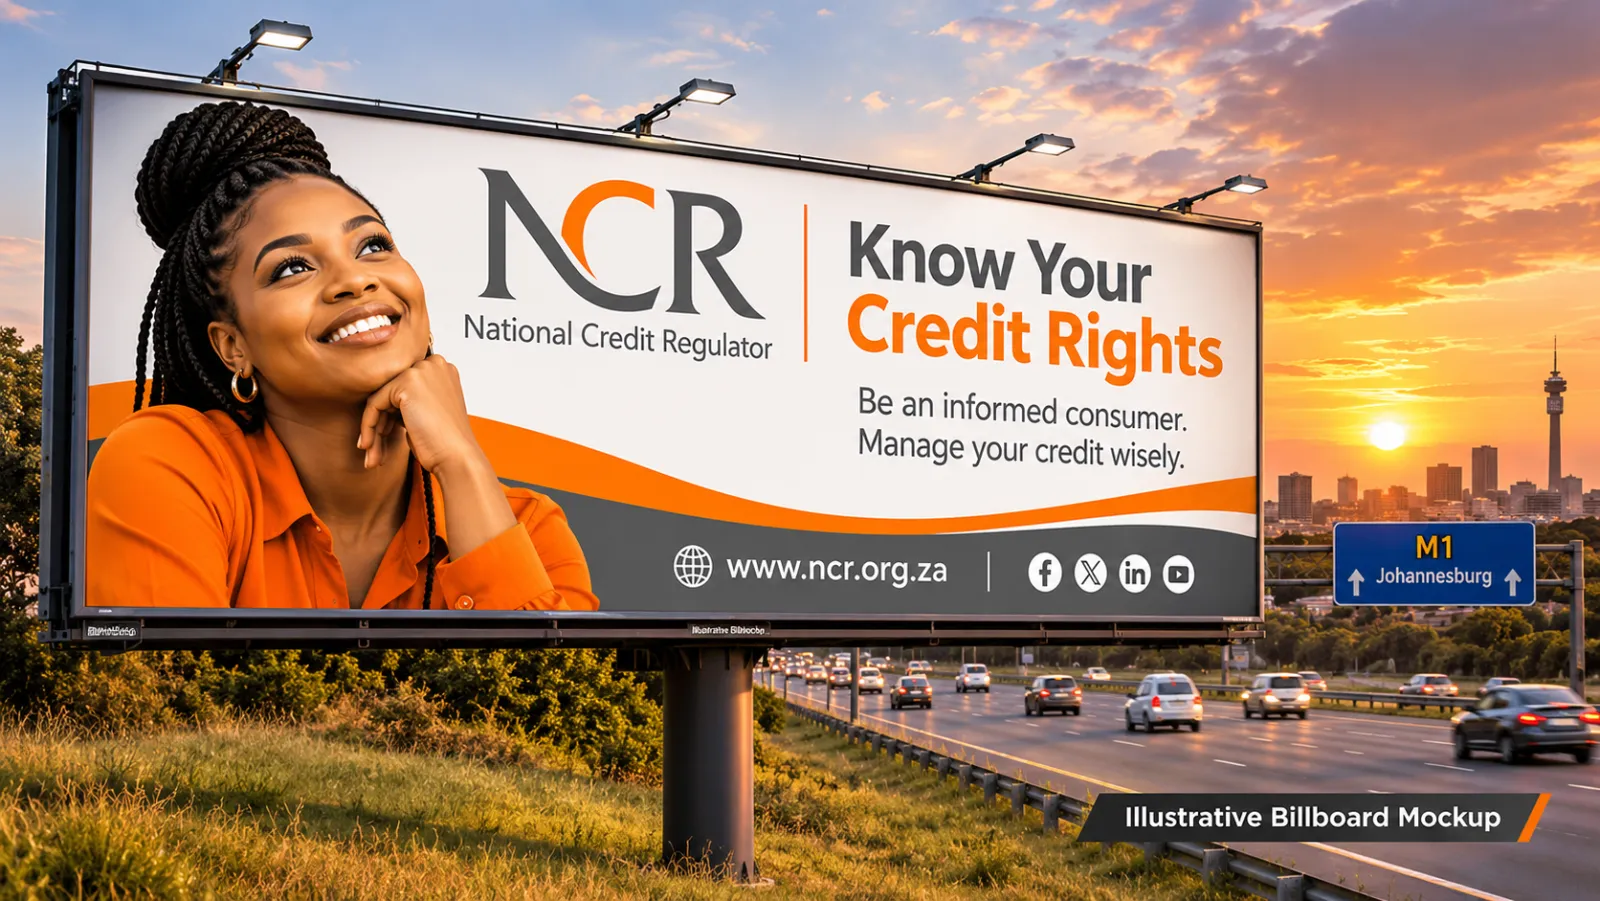 NCR
National Credit Regulator
Know Your
Credit Rights
Be an informed consumer.
Manage your credit wisely.
www.ncr.org.za
M1
Johannesburg
Illustrative Billboard Mockup